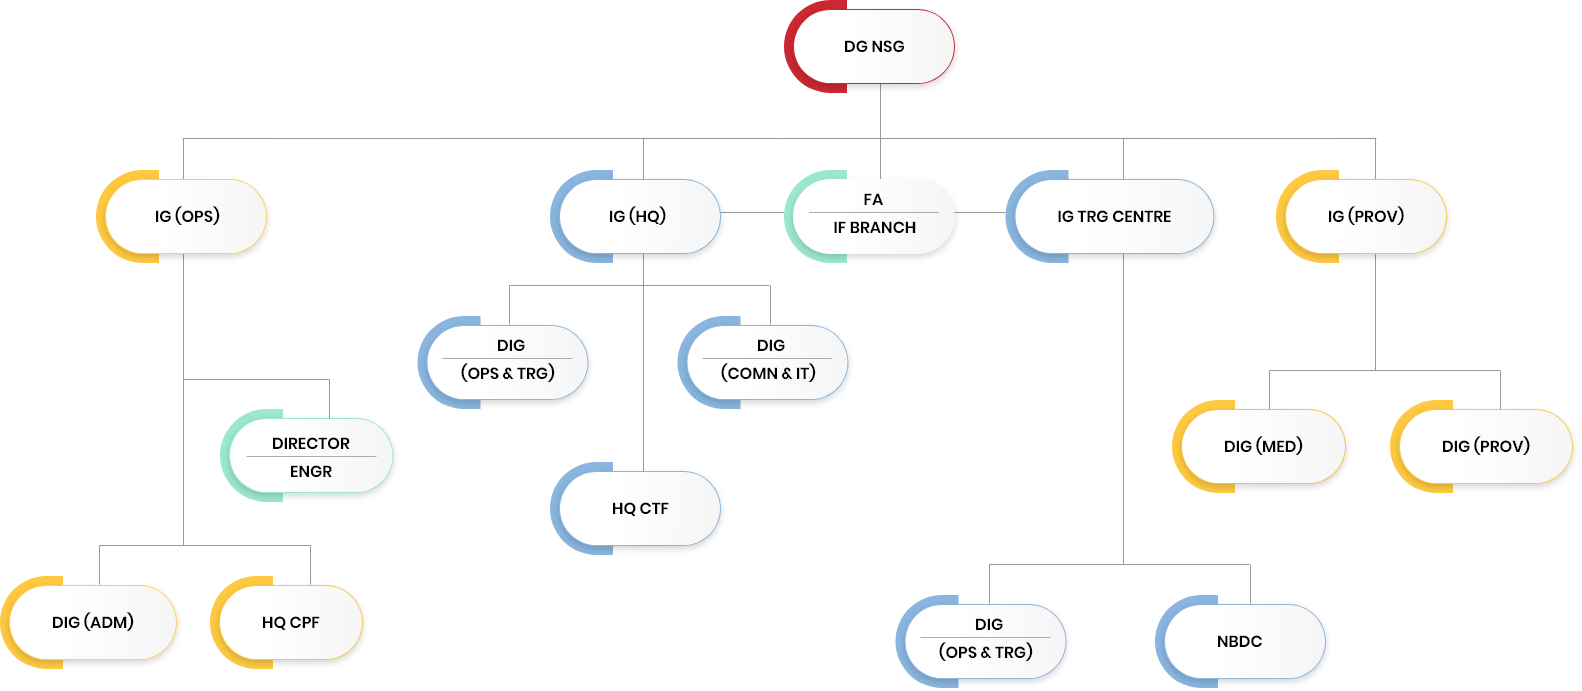 DG NSG
IG (OPS)
IG (HQ)
FA
IF BRANCH
IG TRG CENTRE
IG (PROV)
DIG
(OPS & TRG)
DIG
(COMN & IT)
DIRECTOR
ENGR
DIG (MED)
DIG (PROV)
HQ CTF
DIG (ADM)
HQ CPF
DIG
(OPS & TRG)
NBDC